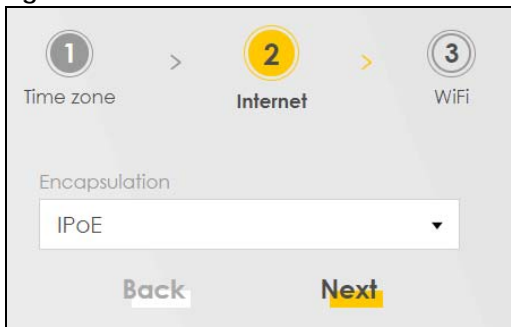 1 > 2 > 3
Time zone Internet WiFi
Encapsulation
IPoE
Back Next